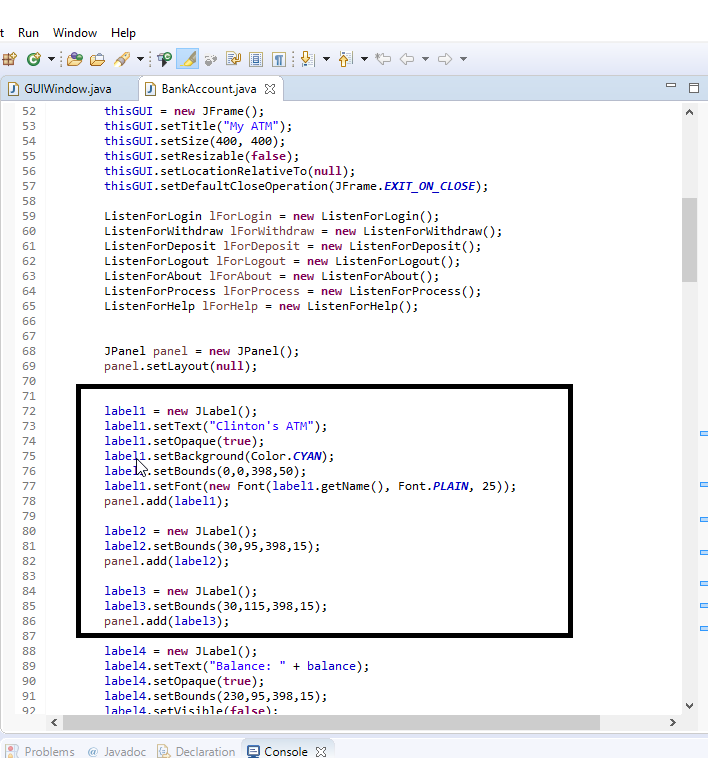 t Run Window Help
GUIWindow.java BankAccount.java
52 thisGUI = new JFrame();
53 thisGUI.setTitle("My ATM");
54 thisGUI.setSize(400, 400);
55 thisGUI.setResizable(false);
56 thisGUI.setLocationRelativeTo(null);
57 thisGUI.setDefaultCloseOperation(JFrame.EXIT_ON_CLOSE);
58
59 ListenForLogin lForLogin = new ListenForLogin();
60 ListenForWithdraw lForWithdraw = new ListenForWithdraw();
61 ListenForDeposit lForDeposit = new ListenForDeposit();
62 ListenForLogout lForLogout = new ListenForLogout();
63 ListenForAbout lForAbout = new ListenForAbout();
64 ListenForProcess lForProcess = new ListenForProcess();
65 ListenForHelp lForHelp = new ListenForHelp();
66
67
68 JPanel panel = new JPanel();
69 panel.setLayout(null);
70
71
72 label1 = new JLabel();
73 label1.setText("Clinton's ATM");
74 label1.setOpaque(true);
75 label1.setBackground(Color.CYAN);
76 label1.setBounds(0,0,398,50);
77 label1.setFont(new Font(label1.getName(), Font.PLAIN, 25));
78 panel.add(label1);
79
80 label2 = new JLabel();
81 label2.setBounds(30,95,398,15);
82 panel.add(label2);
83
84 label3 = new JLabel();
85 label3.setBounds(30,115,398,15);
86 panel.add(label3);
87
88 label4 = new JLabel();
89 label4.setText("Balance: " + balance);
90 label4.setOpaque(true);
91 label4.setBounds(230,95,398,15);
92 label4.setVisible(false);
Problems @ Javadoc Declaration Console